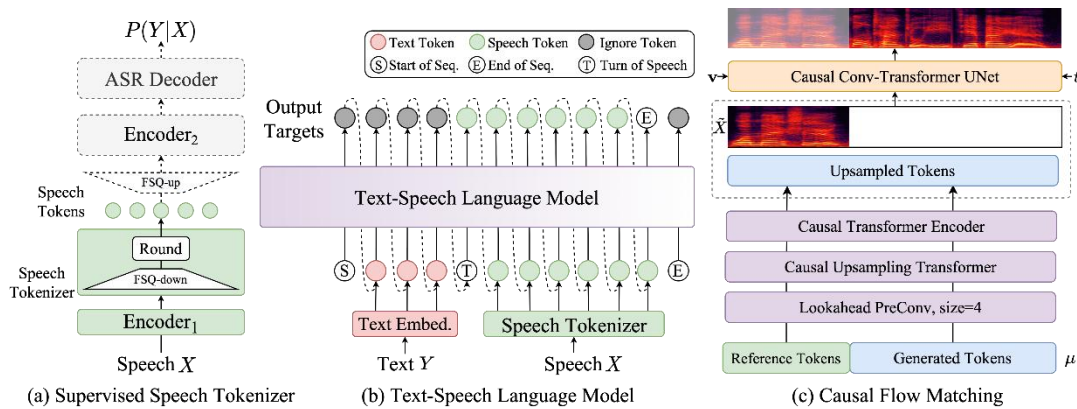 P(Y|X)
ASR Decoder
Encoder₂
FSQ-up
Speech
Tokens
Round
FSQ-down
Speech
Tokenizer
Encoder₁
Speech X
(a) Supervised Speech Tokenizer
Text Token Speech Token Ignore Token
S Start of Seq. E End of Seq. T Turn of Speech
Output
Targets
E
Text-Speech Language Model
S T E
Text Embed. Speech Tokenizer
Text Y Speech X
(b) Text-Speech Language Model
v Causal Conv-Transformer UNet t
X̃
Upsampled Tokens
Causal Transformer Encoder
Causal Upsampling Transformer
Lookahead PreConv, size=4
Reference Tokens Generated Tokens μ
(c) Causal Flow Matching